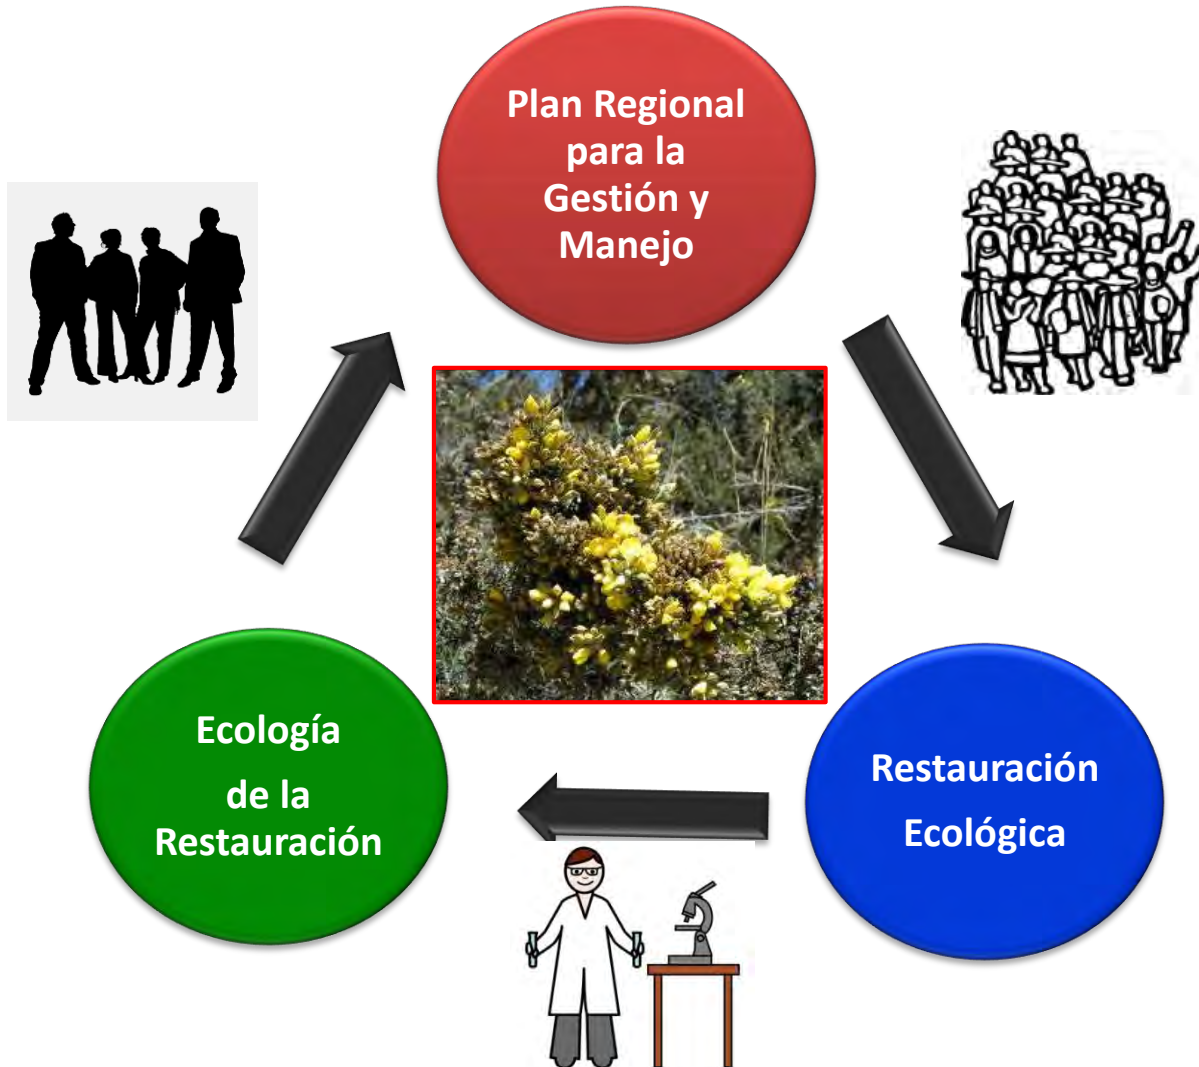 Plan Regional
para la
Gestión y
Manejo
Ecología
de la
Restauración
Restauración
Ecológica